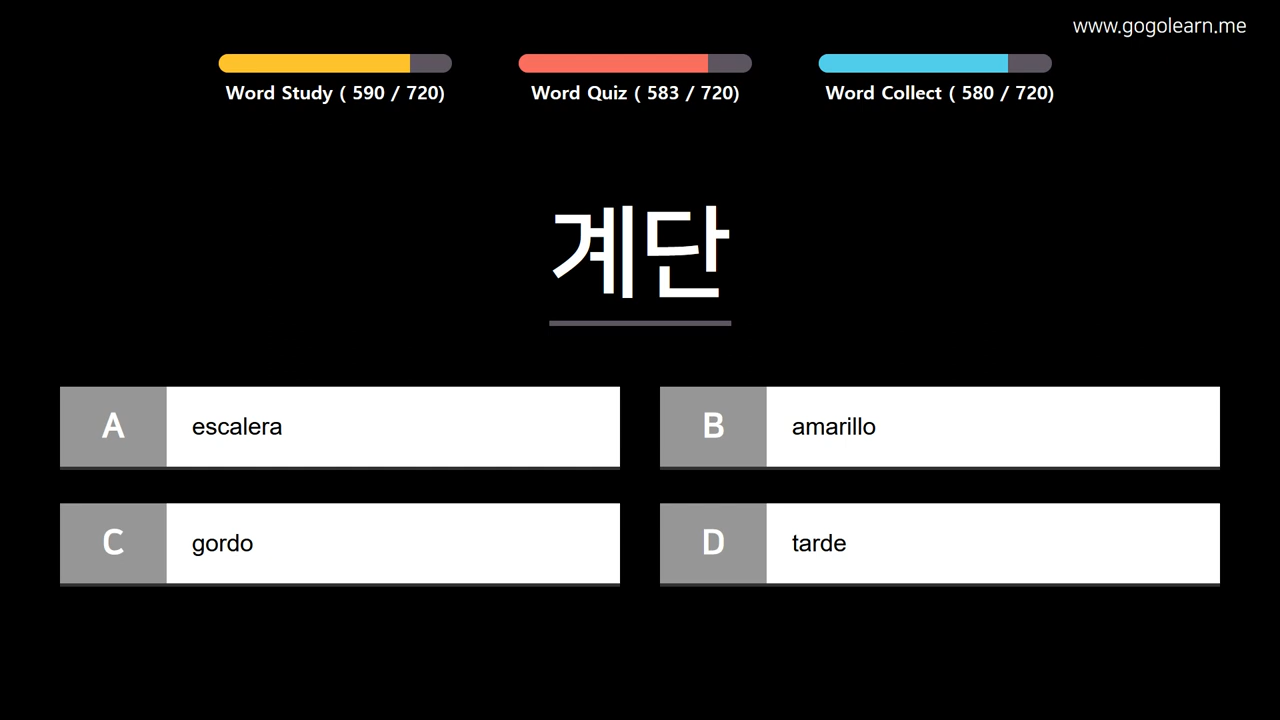 www.gogolearn.me
Word Study ( 590 / 720)
Word Quiz ( 583 / 720)
Word Collect ( 580 / 720)
계단
A escalera
B amarillo
C gordo
D tarde